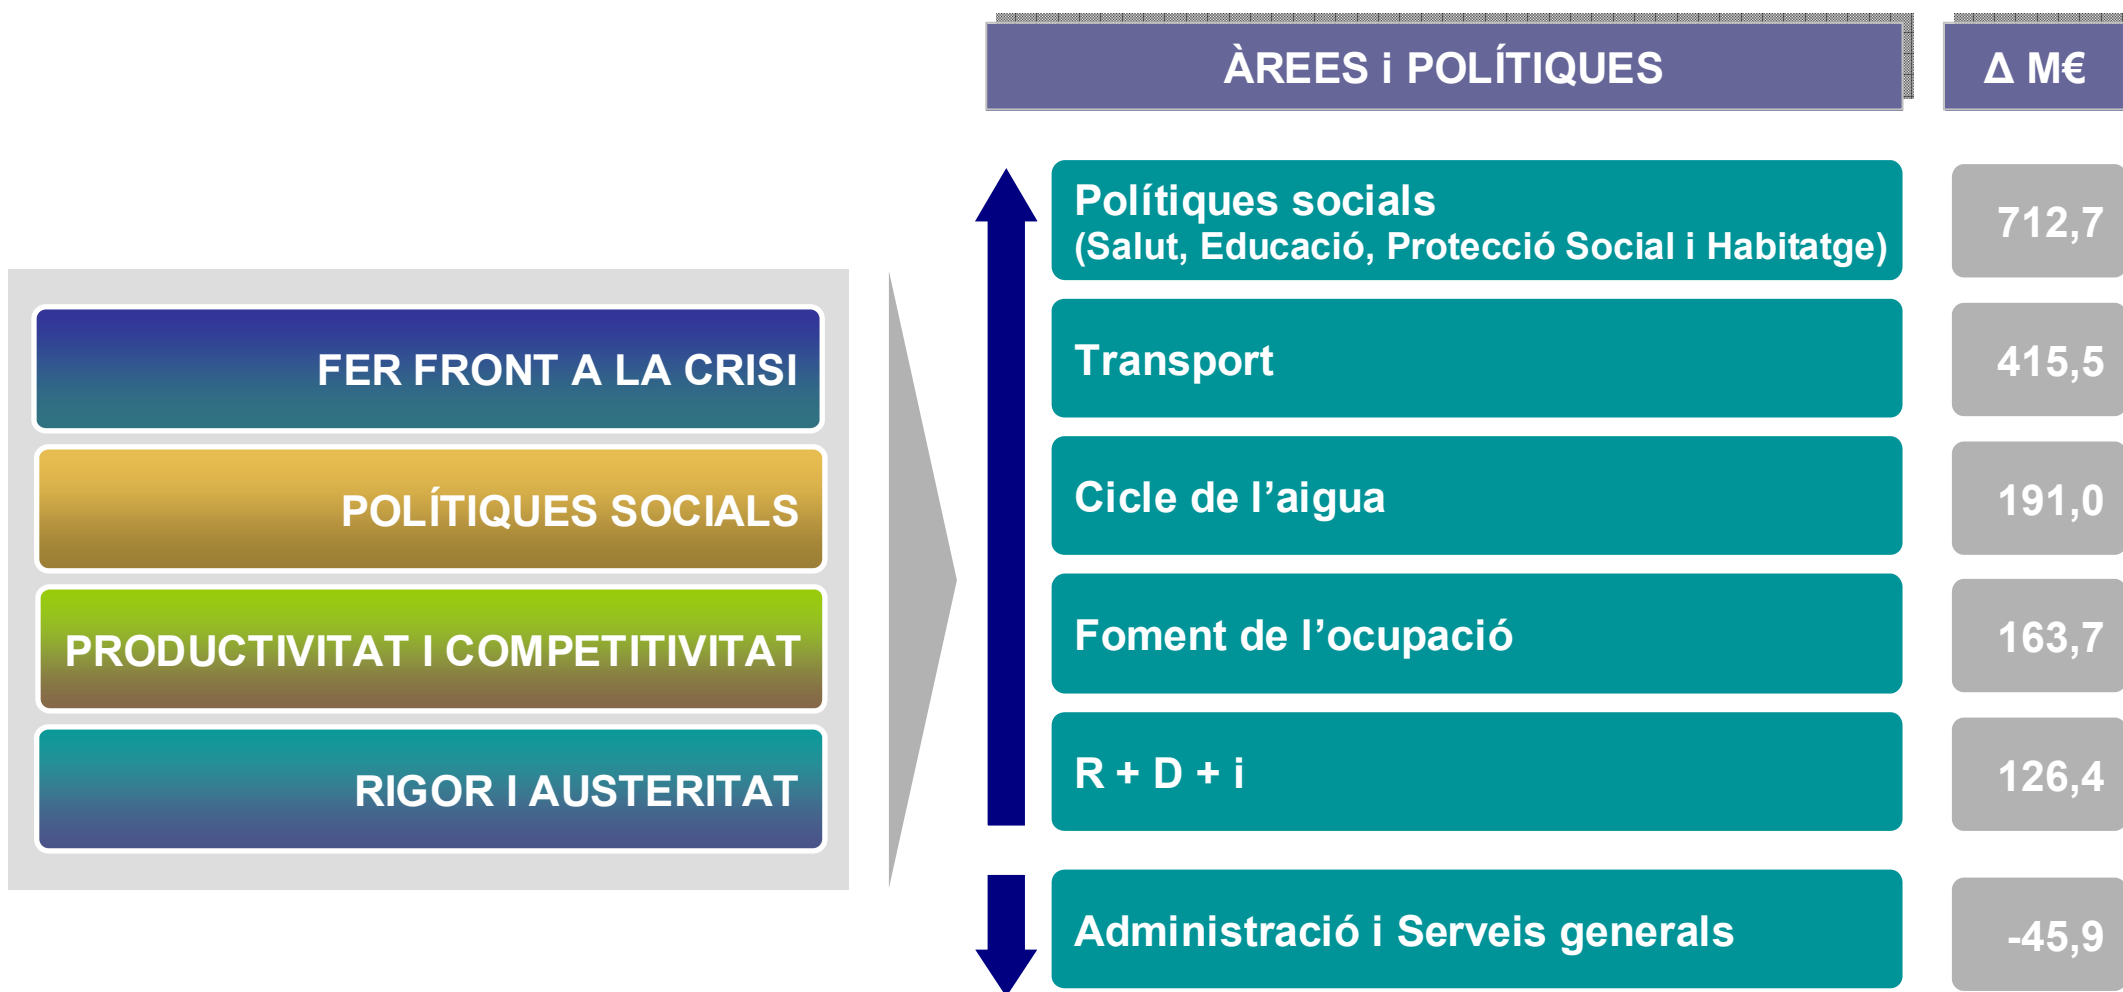 ÀREES i POLÍTIQUES
Δ M€
FER FRONT A LA CRISI
POLÍTIQUES SOCIALS
PRODUCTIVITAT I COMPETITIVITAT
RIGOR I AUSTERITAT
Polítiques socials
(Salut, Educació, Protecció Social i Habitatge)
712,7
Transport
415,5
Cicle de l’aigua
191,0
Foment de l’ocupació
163,7
R + D + i
126,4
Administració i Serveis generals
-45,9